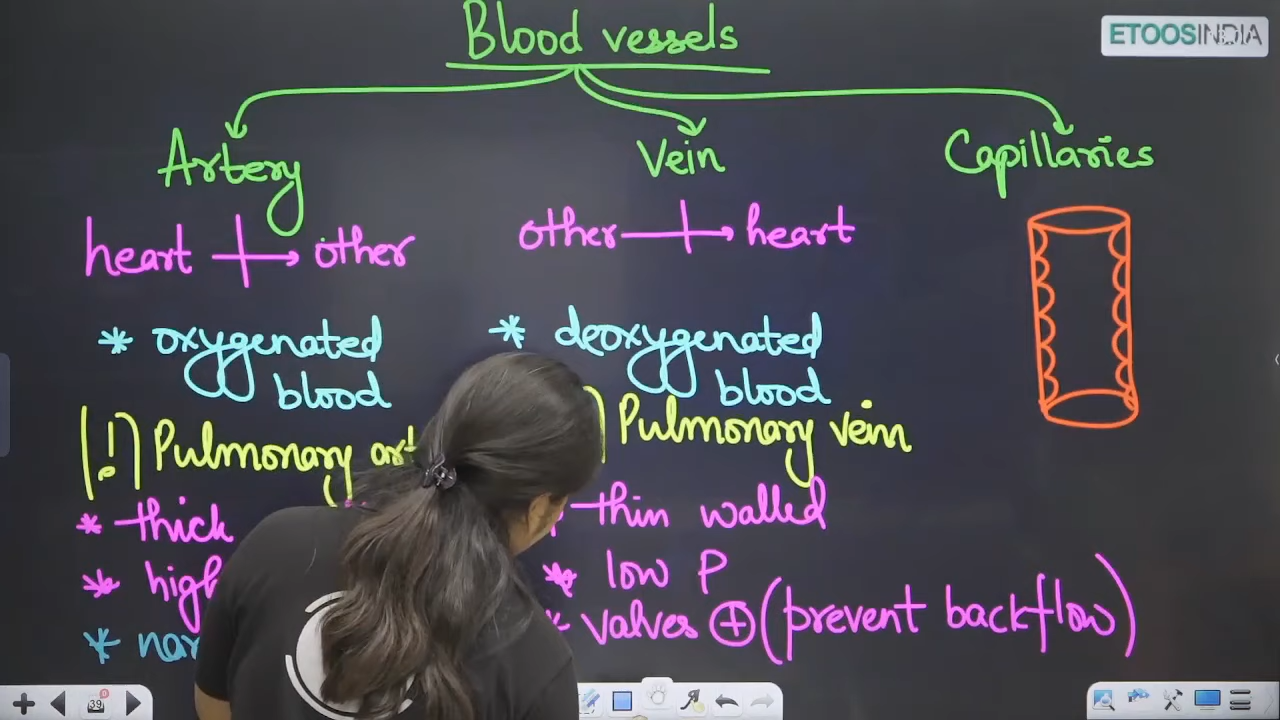 Blood vessels
ETOOSINDIA
Artery
Vein
Capillaries
heart → other
other → heart
* oxygenated
blood
* deoxygenated
blood
(!) Pulmonary
) Pulmonary vein
* thick
thin walled
*
* low P
* valves ⊕ (prevent backflow)
*
39